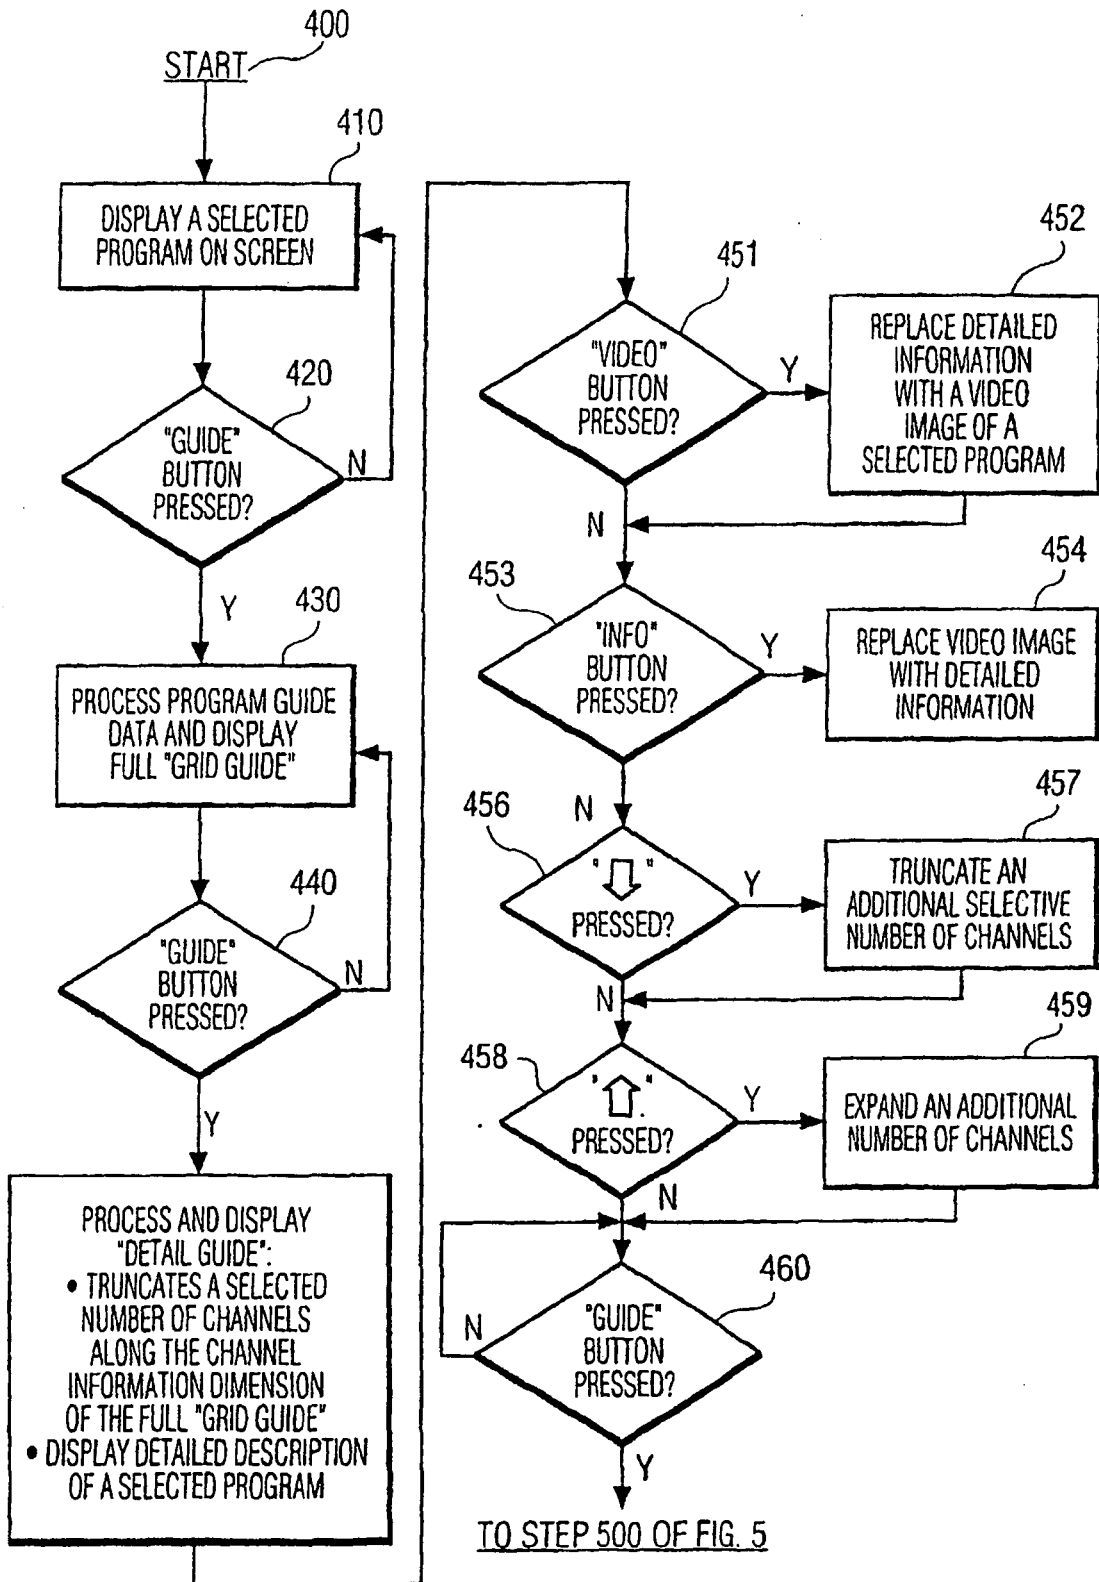 400
START
410
DISPLAY A SELECTED
PROGRAM ON SCREEN
420
"GUIDE"
BUTTON
PRESSED?
N
Y
430
PROCESS PROGRAM GUIDE
DATA AND DISPLAY
FULL "GRID GUIDE"
440
"GUIDE"
BUTTON
PRESSED?
N
Y
PROCESS AND DISPLAY
"DETAIL GUIDE":
• TRUNCATES A SELECTED
NUMBER OF CHANNELS
ALONG THE CHANNEL
INFORMATION DIMENSION
OF THE FULL "GRID GUIDE"
• DISPLAY DETAILED DESCRIPTION
OF A SELECTED PROGRAM
451
"VIDEO"
BUTTON
PRESSED?
Y
N
452
REPLACE DETAILED
INFORMATION
WITH A VIDEO
IMAGE OF A
SELECTED PROGRAM
453
"INFO"
BUTTON
PRESSED?
Y
N
454
REPLACE VIDEO IMAGE
WITH DETAILED
INFORMATION
456
"⇩"
PRESSED?
Y
N
457
TRUNCATE AN
ADDITIONAL SELECTIVE
NUMBER OF CHANNELS
458
"⇧"
PRESSED?
Y
N
459
EXPAND AN ADDITIONAL
NUMBER OF CHANNELS
460
"GUIDE"
BUTTON
PRESSED?
N
Y
TO STEP 500 OF FIG. 5